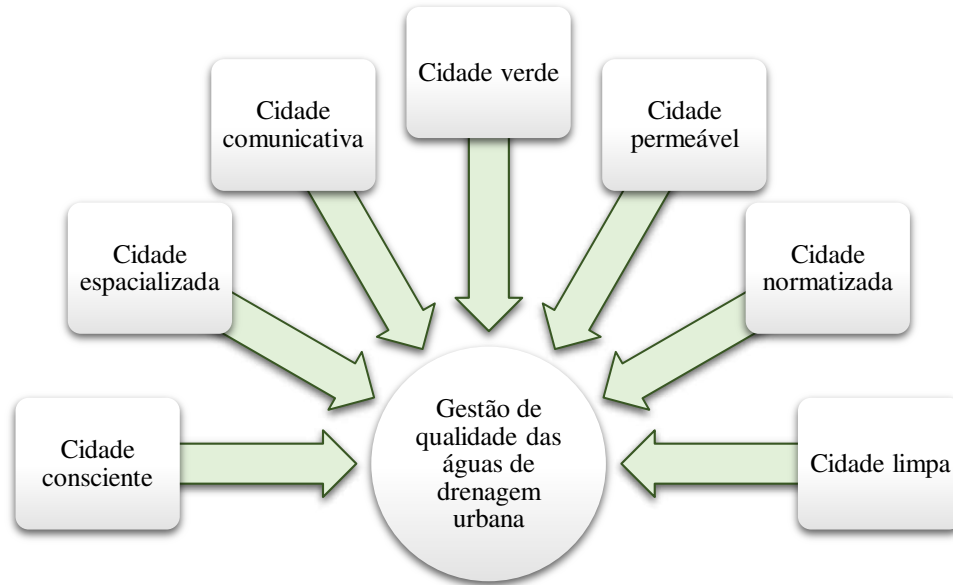 Cidade verde
Cidade
comunicativa
Cidade
permeável
Cidade
espacializada
Cidade
normatizada
Cidade
consciente
Gestão de
qualidade das
águas de
drenagem
urbana
Cidade limpa